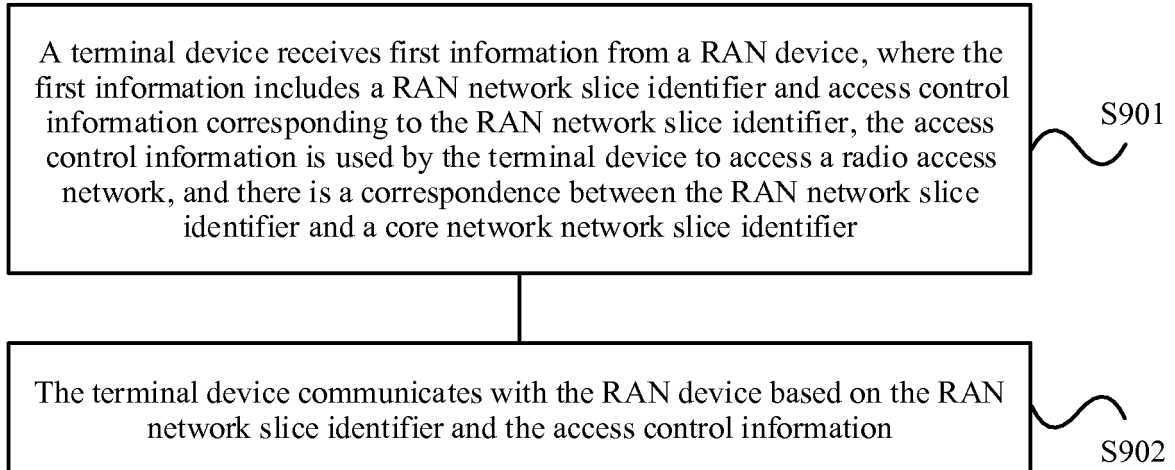 A terminal device receives first information from a RAN device, where the
first information includes a RAN network slice identifier and access control
information corresponding to the RAN network slice identifier, the access
control information is used by the terminal device to access a radio access
network, and there is a correspondence between the RAN network slice
identifier and a core network network slice identifier
S901
The terminal device communicates with the RAN device based on the RAN
network slice identifier and the access control information
S902